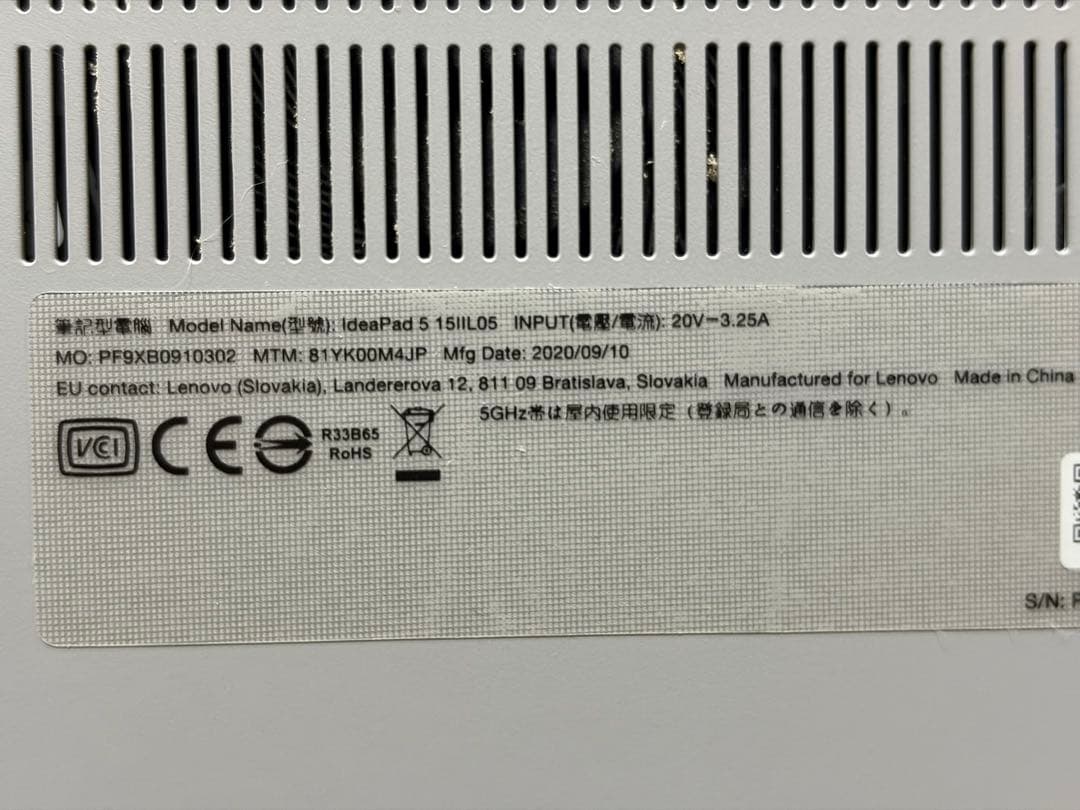 筆記型電腦 Model Name(型號): IdeaPad 5 15IIL05 INPUT(電壓/電流): 20V⎓3.25A
MO: PF9XB0910302 MTM: 81YK00M4JP Mfg Date: 2020/09/10
EU contact: Lenovo (Slovakia), Landererova 12, 811 09 Bratislava, Slovakia Manufactured for Lenovo Made in China
5GHz帯は屋内使用限定（登録局との通信を除く）。
VCCI CE R33B65
RoHS
S/N: